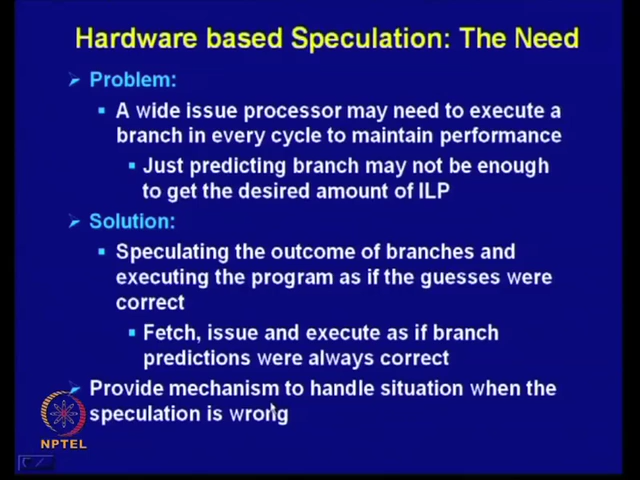 Hardware based Speculation: The Need
Problem:
A wide issue processor may need to execute a
branch in every cycle to maintain performance
Just predicting branch may not be enough
to get the desired amount of ILP
Solution:
Speculating the outcome of branches and
executing the program as if the guesses were
correct
Fetch, issue and execute as if branch
predictions were always correct
Provide mechanism to handle situation when the
speculation is wrong
NPTEL